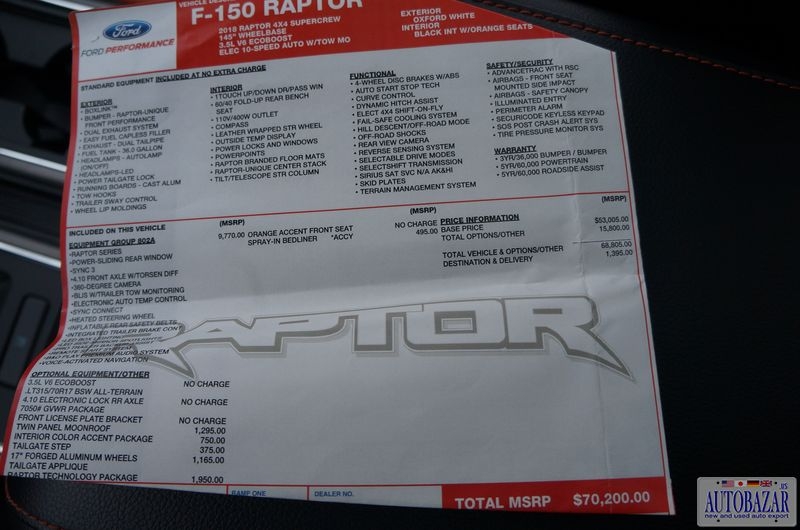 VEHICLE
F-150 RAPTOR
Ford
FORD PERFORMANCE
2018 RAPTOR 4X4 SUPERCREW
145" WHEELBASE
3.5L V6 ECOBOOST
ELEC 10-SPEED AUTO W/TOW MO
EXTERIOR
OXFORD WHITE
INTERIOR
BLACK INT W/ORANGE SEATS
STANDARD EQUIPMENT INCLUDED AT NO EXTRA CHARGE
EXTERIOR
• BOXLINK™
• BUMPER - RAPTOR-UNIQUE
FRONT PERFORMANCE
• DUAL EXHAUST SYSTEM
• EASY FUEL CAPLESS FILLER
• EXHAUST - DUAL TAILPIPE
• FUEL TANK - 36.0 GALLON
• HEADLAMPS - AUTOLAMP
(ON/OFF)
• HEADLAMPS-LED
• POWER TAILGATE LOCK
• RUNNING BOARDS - CAST ALUM
• TOW HOOKS
• TRAILER SWAY CONTROL
• WHEEL LIP MOLDINGS
INTERIOR
• 1TOUCH UP/DOWN DR/PASS WIN
• 60/40 FOLD-UP REAR BENCH
SEAT
• 110V/400W OUTLET
• COMPASS
• LEATHER WRAPPED STR WHEEL
• OUTSIDE TEMP DISPLAY
• POWER LOCKS AND WINDOWS
• POWERPOINTS
• RAPTOR BRANDED FLOOR MATS
• RAPTOR-UNIQUE CENTER STACK
• TILT/TELESCOPE STR COLUMN
FUNCTIONAL
• 4-WHEEL DISC BRAKES W/ABS
• AUTO START STOP TECH
• CURVE CONTROL
• DYNAMIC HITCH ASSIST
• ELECT 4X4 SHIFT-ON-FLY
• FAIL-SAFE COOLING SYSTEM
• HILL DESCENT/OFF-ROAD MODE
• OFF-ROAD SHOCKS
• REAR VIEW CAMERA
• REVERSE SENSING SYSTEM
• SELECTABLE DRIVE MODES
• SELECTSHIFT TRANSMISSION
• SIRIUS SAT SVC N/A AK&HI
• SKID PLATES
• TERRAIN MANAGEMENT SYSTEM
SAFETY/SECURITY
• ADVANCETRAC WITH RSC
• AIRBAGS - FRONT SEAT
MOUNTED SIDE IMPACT
• AIRBAGS - SAFETY CANOPY
• ILLUMINATED ENTRY
• PERIMETER ALARM
• SECURICODE KEYLESS KEYPAD
• SOS POST CRASH ALERT SYS
• TIRE PRESSURE MONITOR SYS
WARRANTY
• 3YR/36,000 BUMPER / BUMPER
• 5YR/60,000 POWERTRAIN
• 5YR/60,000 ROADSIDE ASSIST
INCLUDED ON THIS VEHICLE
(MSRP)
EQUIPMENT GROUP 802A 9,770.00
•RAPTOR SERIES
•POWER-SLIDING REAR WINDOW
•SYNC 3
•4.10 FRONT AXLE W/TORSEN DIFF
•360-DEGREE CAMERA
•BLIS W/TRAILER TOW MONITORING
•ELECTRONIC AUTO TEMP CONTROL
•SYNC CONNECT
•HEATED STEERING WHEEL
•INFLATABLE REAR SAFETY BELTS
•INTEGRATED TRAILER BRAKE CONT
•VOICE-ACTIVATED NAVIGATION
(MSRP)
ORANGE ACCENT FRONT SEAT NO CHARGE
SPRAY-IN BEDLINER *ACCY 495.00
PRICE INFORMATION
(MSRP)
BASE PRICE $53,005.00
TOTAL OPTIONS/OTHER 15,800.00
TOTAL VEHICLE & OPTIONS/OTHER 68,805.00
DESTINATION & DELIVERY 1,395.00
RAPTOR
OPTIONAL EQUIPMENT/OTHER
3.5L V6 ECOBOOST NO CHARGE
.LT315/70R17 BSW ALL-TERRAIN
4.10 ELECTRONIC LOCK RR AXLE NO CHARGE
7050# GVWR PACKAGE
FRONT LICENSE PLATE BRACKET NO CHARGE
TWIN PANEL MOONROOF 1,295.00
INTERIOR COLOR ACCENT PACKAGE 750.00
TAILGATE STEP 375.00
17" FORGED ALUMINUM WHEELS 1,165.00
TAILGATE APPLIQUE
RAPTOR TECHNOLOGY PACKAGE 1,950.00
RAMP ONE
DEALER NO.
TOTAL MSRP $70,200.00
AUTOBAZAR.US
new and used auto export